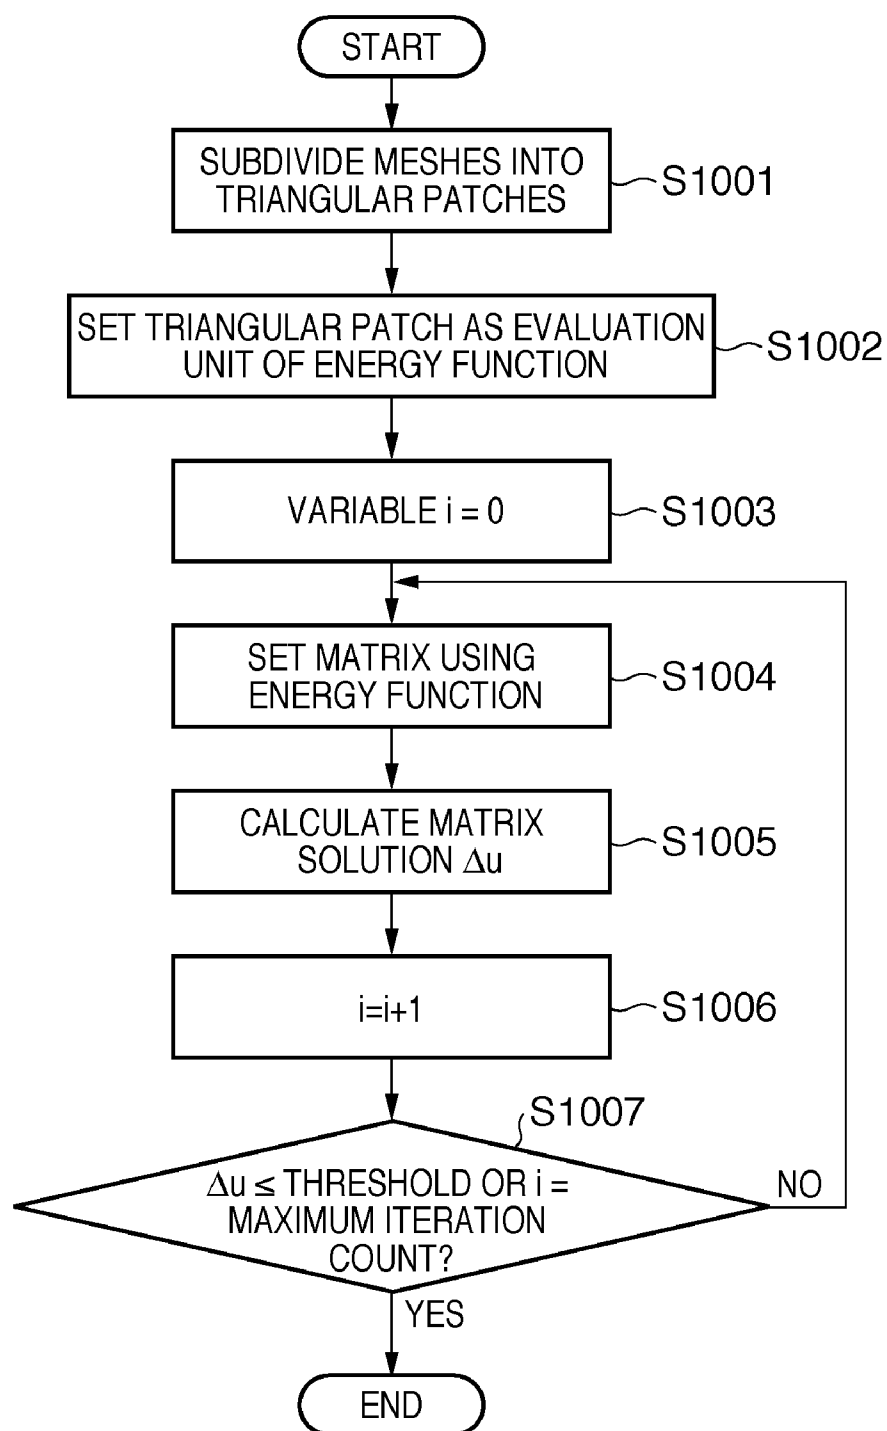 START
SUBDIVIDE MESHES INTO
TRIANGULAR PATCHES
S1001
SET TRIANGULAR PATCH AS EVALUATION
UNIT OF ENERGY FUNCTION
S1002
VARIABLE i = 0
S1003
SET MATRIX USING
ENERGY FUNCTION
S1004
CALCULATE MATRIX
SOLUTION Δu
S1005
i=i+1
S1006
S1007
Δu ≤ THRESHOLD OR i =
MAXIMUM ITERATION
COUNT?
NO
YES
END